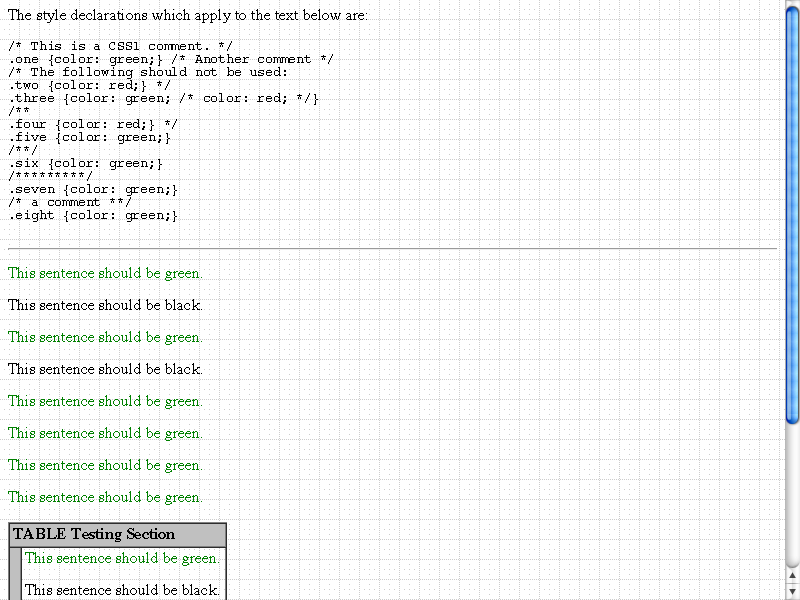 The style declarations which apply to the text below are:
/* This is a CSS1 comment. */
.one {color: green;} /* Another comment */
/* The following should not be used:
.two {color: red;} */
.three {color: green; /* color: red; */}
/**
.four {color: red;} */
.five {color: green;}
/**/
.six {color: green;}
/*********/
.seven {color: green;}
/* a comment **/
.eight {color: green;}
This sentence should be green.
This sentence should be black.
This sentence should be green.
This sentence should be black.
This sentence should be green.
This sentence should be green.
This sentence should be green.
This sentence should be green.
TABLE Testing Section
This sentence should be green.
This sentence should be black.